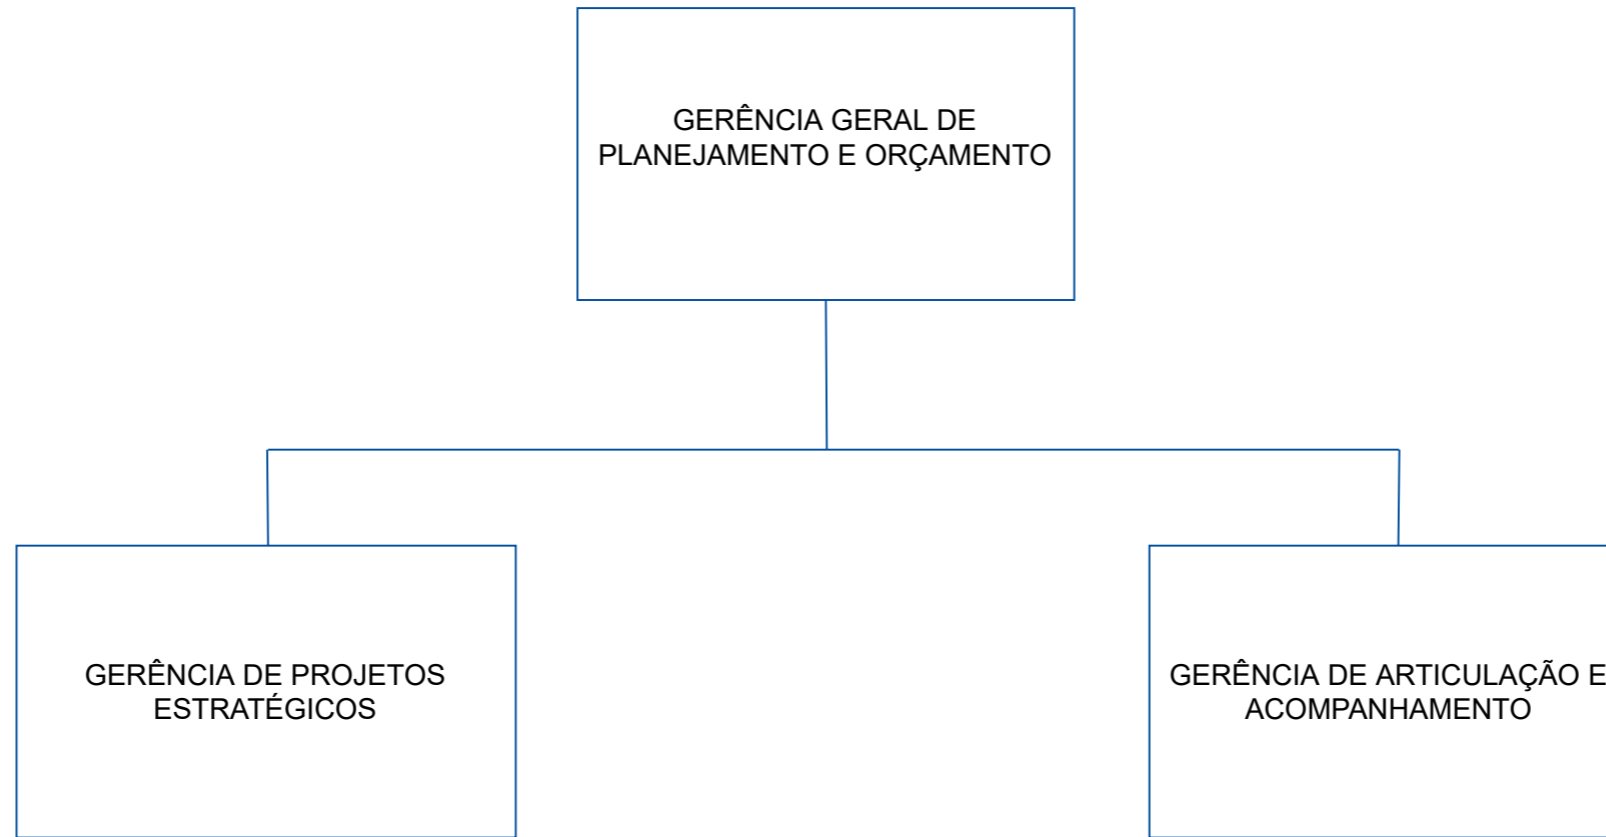 GERÊNCIA GERAL DE
PLANEJAMENTO E ORÇAMENTO
GERÊNCIA DE PROJETOS
ESTRATÉGICOS
GERÊNCIA DE ARTICULAÇÃO E
ACOMPANHAMENTO